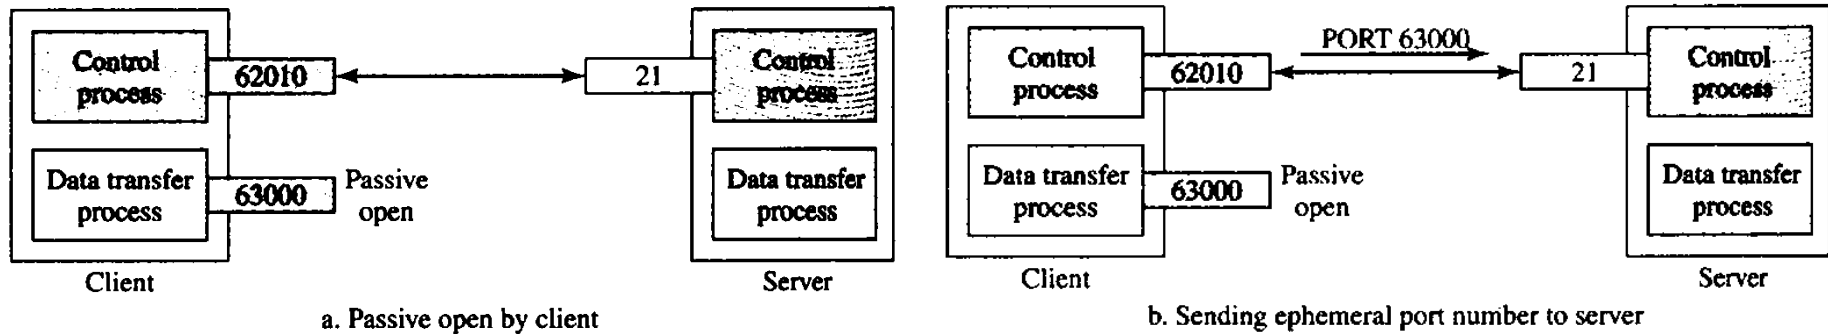 Control
process
62010
21
Control
process
Data transfer
process
63000
Passive
open
Data transfer
process
Client
Server
a. Passive open by client
Control
process
62010
PORT 63000
21
Control
process
Data transfer
process
63000
Passive
open
Data transfer
process
Client
Server
b. Sending ephemeral port number to server